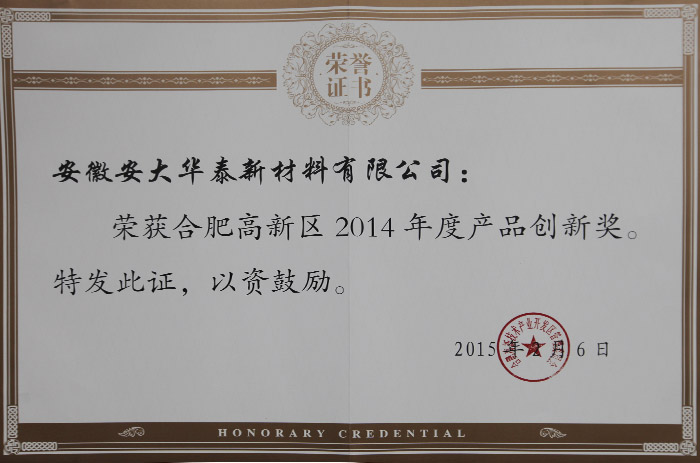 荣誉
证书
安徽安大华泰新材料有限公司：
荣获合肥高新区2014年度产品创新奖。
特发此证，以资鼓励。
2015年2月6日
HONORARY CREDENTIAL